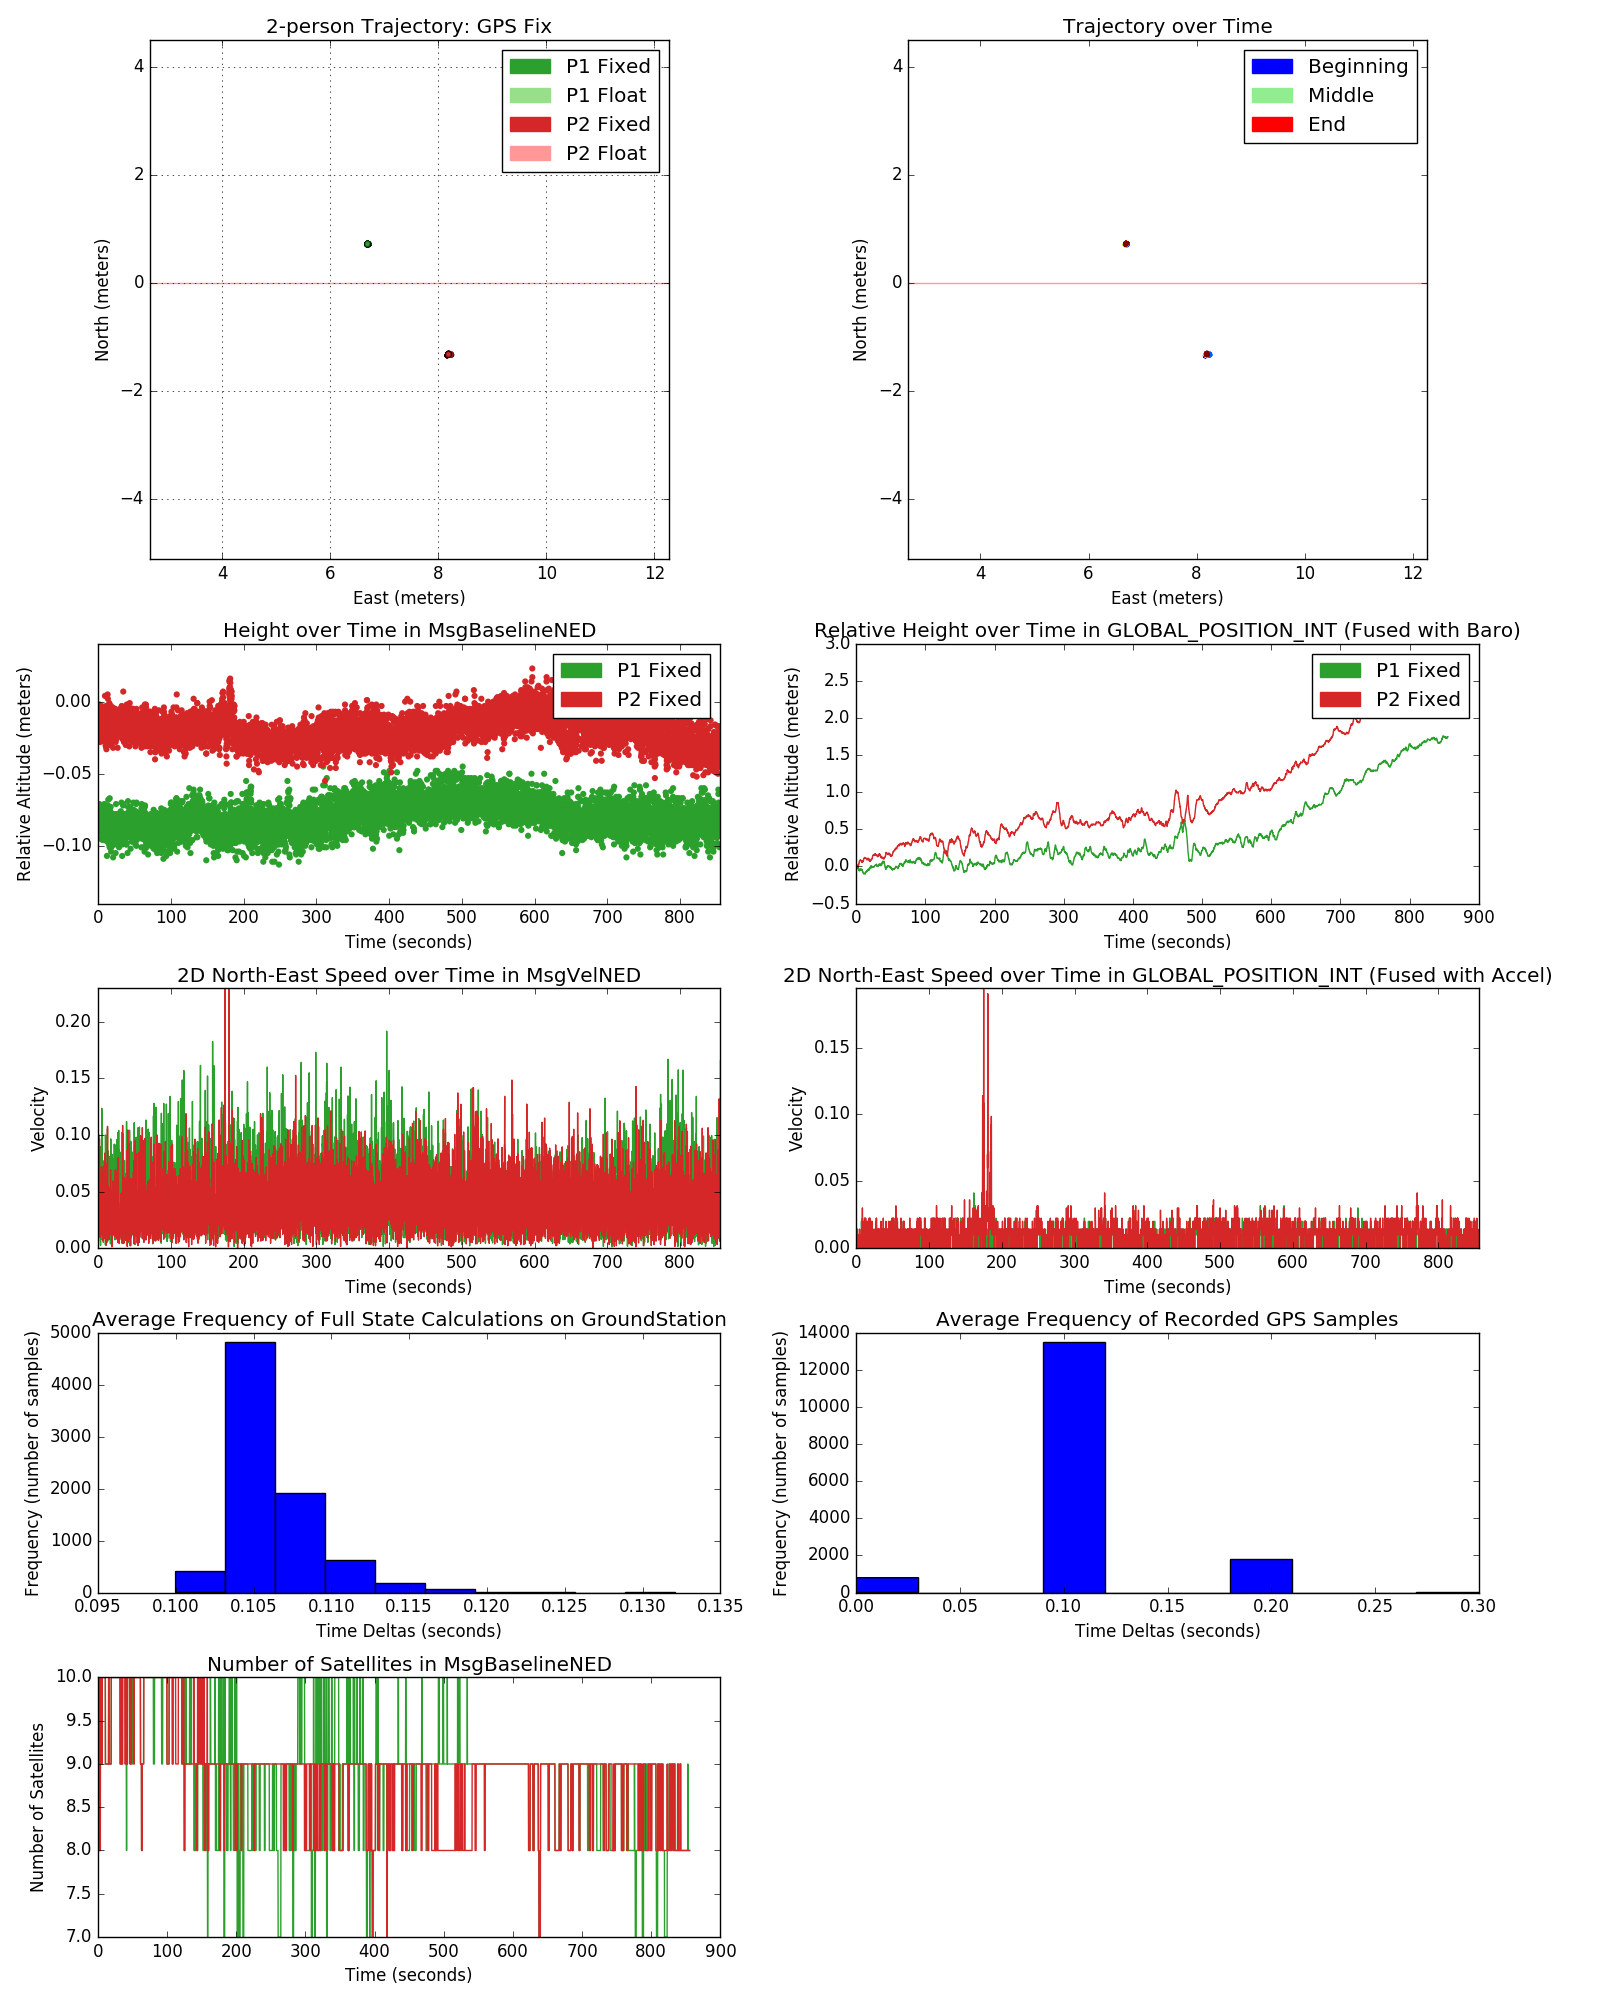 2-person Trajectory: GPS Fix
P1 Fixed
P1 Float
P2 Fixed
P2 Float
4
2
0
−2
−4
North (meters)
4 6 8 10 12
East (meters)
Trajectory over Time
Beginning
Middle
End
4
2
0
−2
−4
North (meters)
4 6 8 10 12
East (meters)
Height over Time in MsgBaselineNED
P1 Fixed
P2 Fixed
0.00
−0.05
−0.10
Relative Altitude (meters)
0 100 200 300 400 500 600 700 800
Time (seconds)
Relative Height over Time in GLOBAL_POSITION_INT (Fused with Baro)
P1 Fixed
P2 Fixed
3.0
2.5
2.0
1.5
1.0
0.5
0.0
−0.5
Relative Altitude (meters)
0 100 200 300 400 500 600 700 800 900
Time (seconds)
2D North-East Speed over Time in MsgVelNED
0.20
0.15
0.10
0.05
0.00
Velocity
0 100 200 300 400 500 600 700 800
Time (seconds)
2D North-East Speed over Time in GLOBAL_POSITION_INT (Fused with Accel)
0.15
0.10
0.05
0.00
Velocity
0 100 200 300 400 500 600 700 800
Time (seconds)
Average Frequency of Full State Calculations on GroundStation
5000
4000
3000
2000
1000
0
Frequency (number of samples)
0.095 0.100 0.105 0.110 0.115 0.120 0.125 0.130 0.135
Time Deltas (seconds)
Average Frequency of Recorded GPS Samples
14000
12000
10000
8000
6000
4000
2000
0
Frequency (number of samples)
0.00 0.05 0.10 0.15 0.20 0.25 0.30
Time Deltas (seconds)
Number of Satellites in MsgBaselineNED
10.0
9.5
9.0
8.5
8.0
7.5
7.0
Number of Satellites
0 100 200 300 400 500 600 700 800 900
Time (seconds)